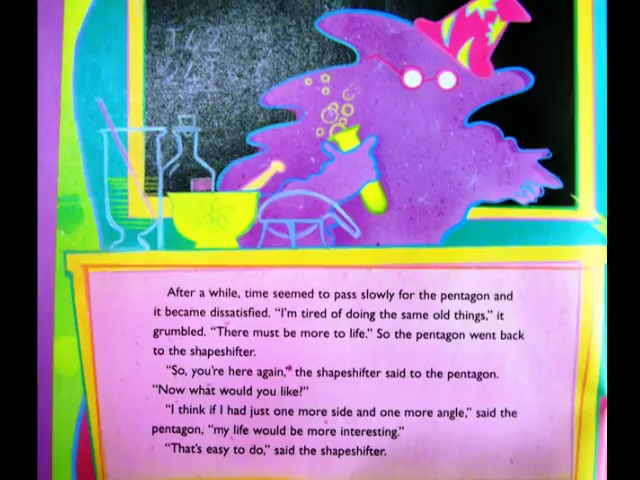 After a while, time seemed to pass slowly for the pentagon and
it became dissatisfied. "I'm tired of doing the same old things," it
grumbled. "There must be more to life." So the pentagon went back
to the shapeshifter.
"So, you're here again," the shapeshifter said to the pentagon.
"Now what would you like?"
"I think if I had just one more side and one more angle," said the
pentagon, "my life would be more interesting."
"That's easy to do," said the shapeshifter.